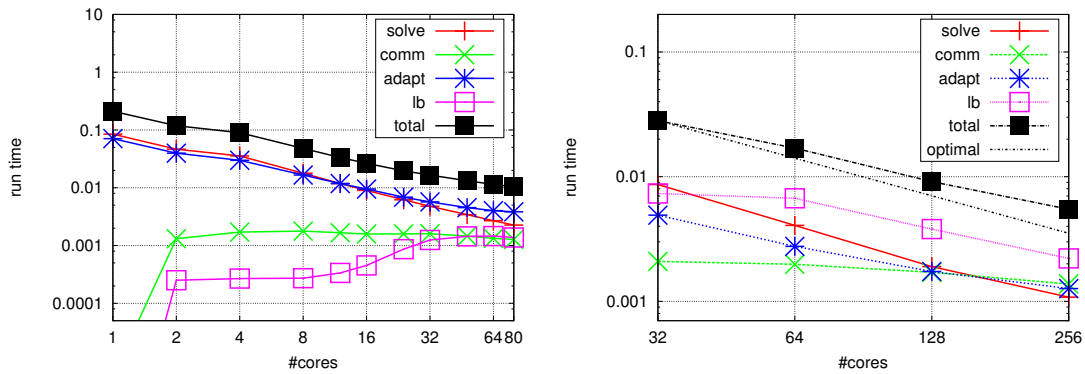 10
1
0.1
0.01
0.001
0.0001
run time
1 2 4 8 16 32 64 80
#cores
solve
comm
adapt
lb
total
0.1
0.01
0.001
run time
32 64 128 256
#cores
solve
comm
adapt
lb
total
optimal